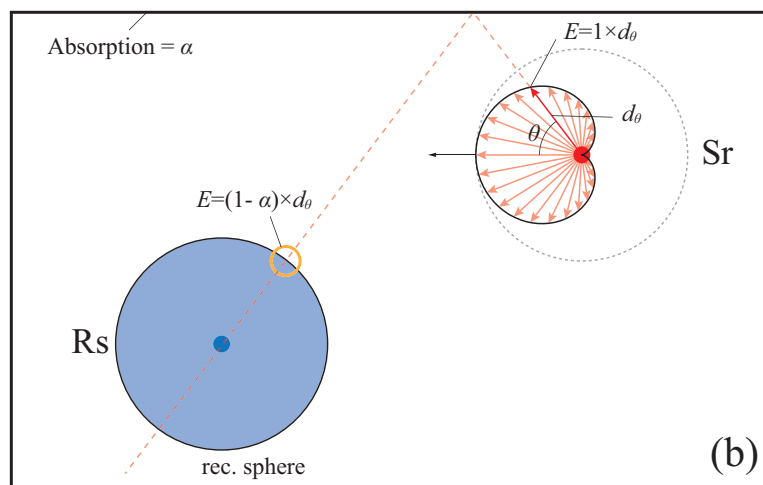 Absorption = α
E=1×dθ
dθ
θ
Sr
E=(1- α)×dθ
Rs
rec. sphere
(b)